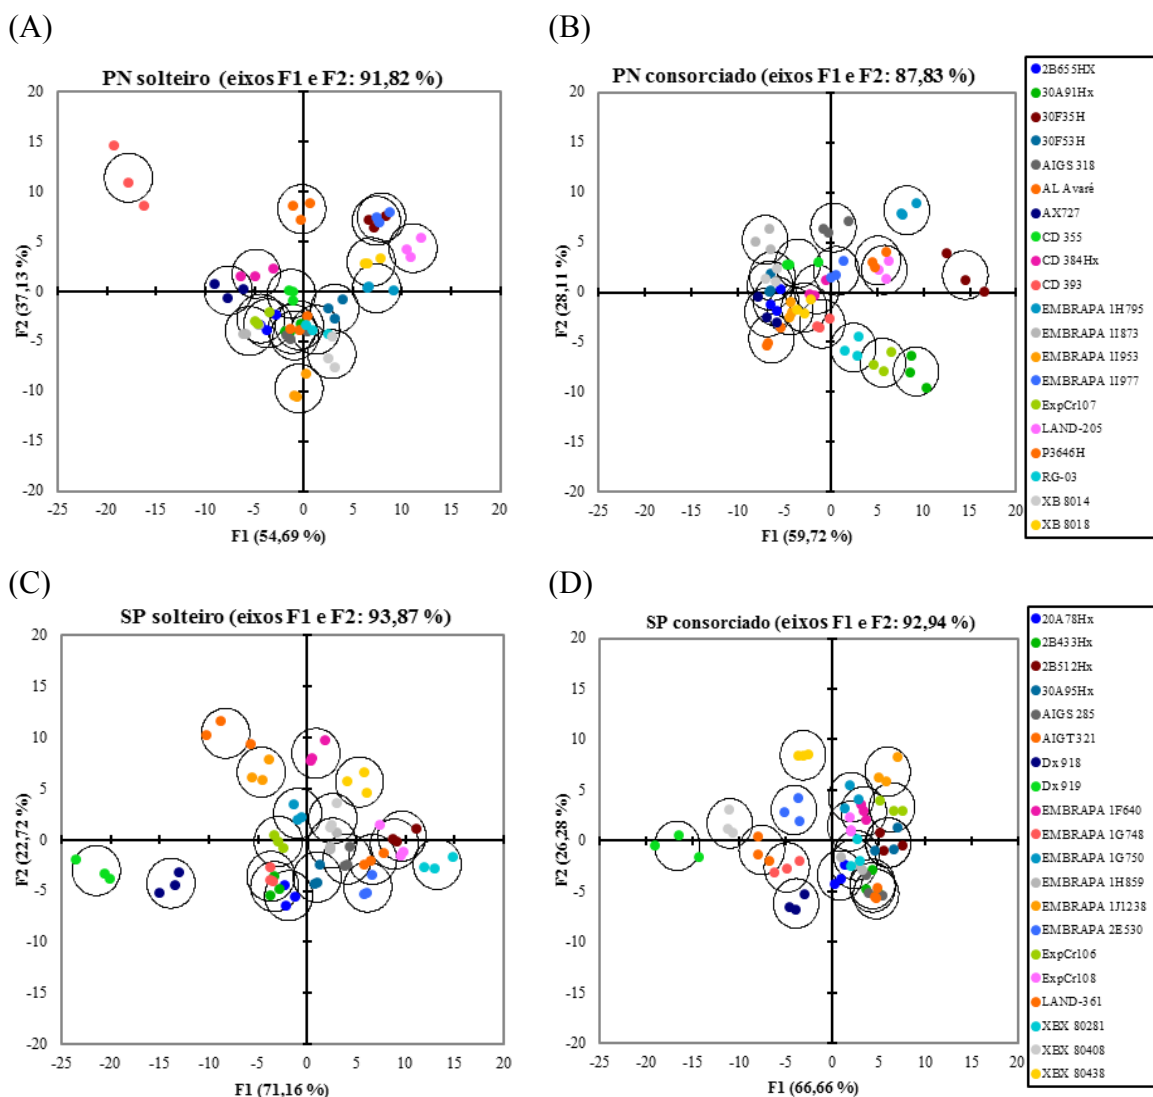 (A)
(B)
PN solteiro (eixos F1 e F2: 91,82 %)
20
15
10
5
0
-5
-10
-15
-20
F2 (37,13 %)
-25 -20 -15 -10 -5 0 5 10 15 20
F1 (54,69 %)
PN consorciado (eixos F1 e F2: 87,83 %)
20
15
10
5
0
-5
-10
-15
-20
F2 (28,11 %)
-25 -20 -15 -10 -5 0 5 10 15 20
F1 (59,72 %)
2B655HX
30A91Hx
30F35H
30F53H
AIGS 318
AL Avaré
AX727
CD 355
CD 384Hx
CD 393
EMBRAPA 1H795
EMBRAPA 1I873
EMBRAPA 1I953
EMBRAPA 1I977
ExpCr107
LAND-205
P3646H
RG-03
XB 8014
XB 8018
(C)
(D)
SP solteiro (eixos F1 e F2: 93,87 %)
20
15
10
5
0
-5
-10
-15
-20
F2 (22,72 %)
-25 -20 -15 -10 -5 0 5 10 15 20
F1 (71,16 %)
SP consorciado (eixos F1 e F2: 92,94 %)
20
15
10
5
0
-5
-10
-15
-20
F2 (26,28 %)
-25 -20 -15 -10 -5 0 5 10 15 20
F1 (66,66 %)
20A78Hx
2B433Hx
2B512Hx
30A95Hx
AIGS 285
AIGT321
Dx 918
Dx 919
EMBRAPA 1F640
EMBRAPA 1G748
EMBRAPA 1G750
EMBRAPA 1H859
EMBRAPA 1J1238
EMBRAPA 2E530
ExpCr106
ExpCr108
LAND-361
XBX 80281
XBX 80408
XBX 80438